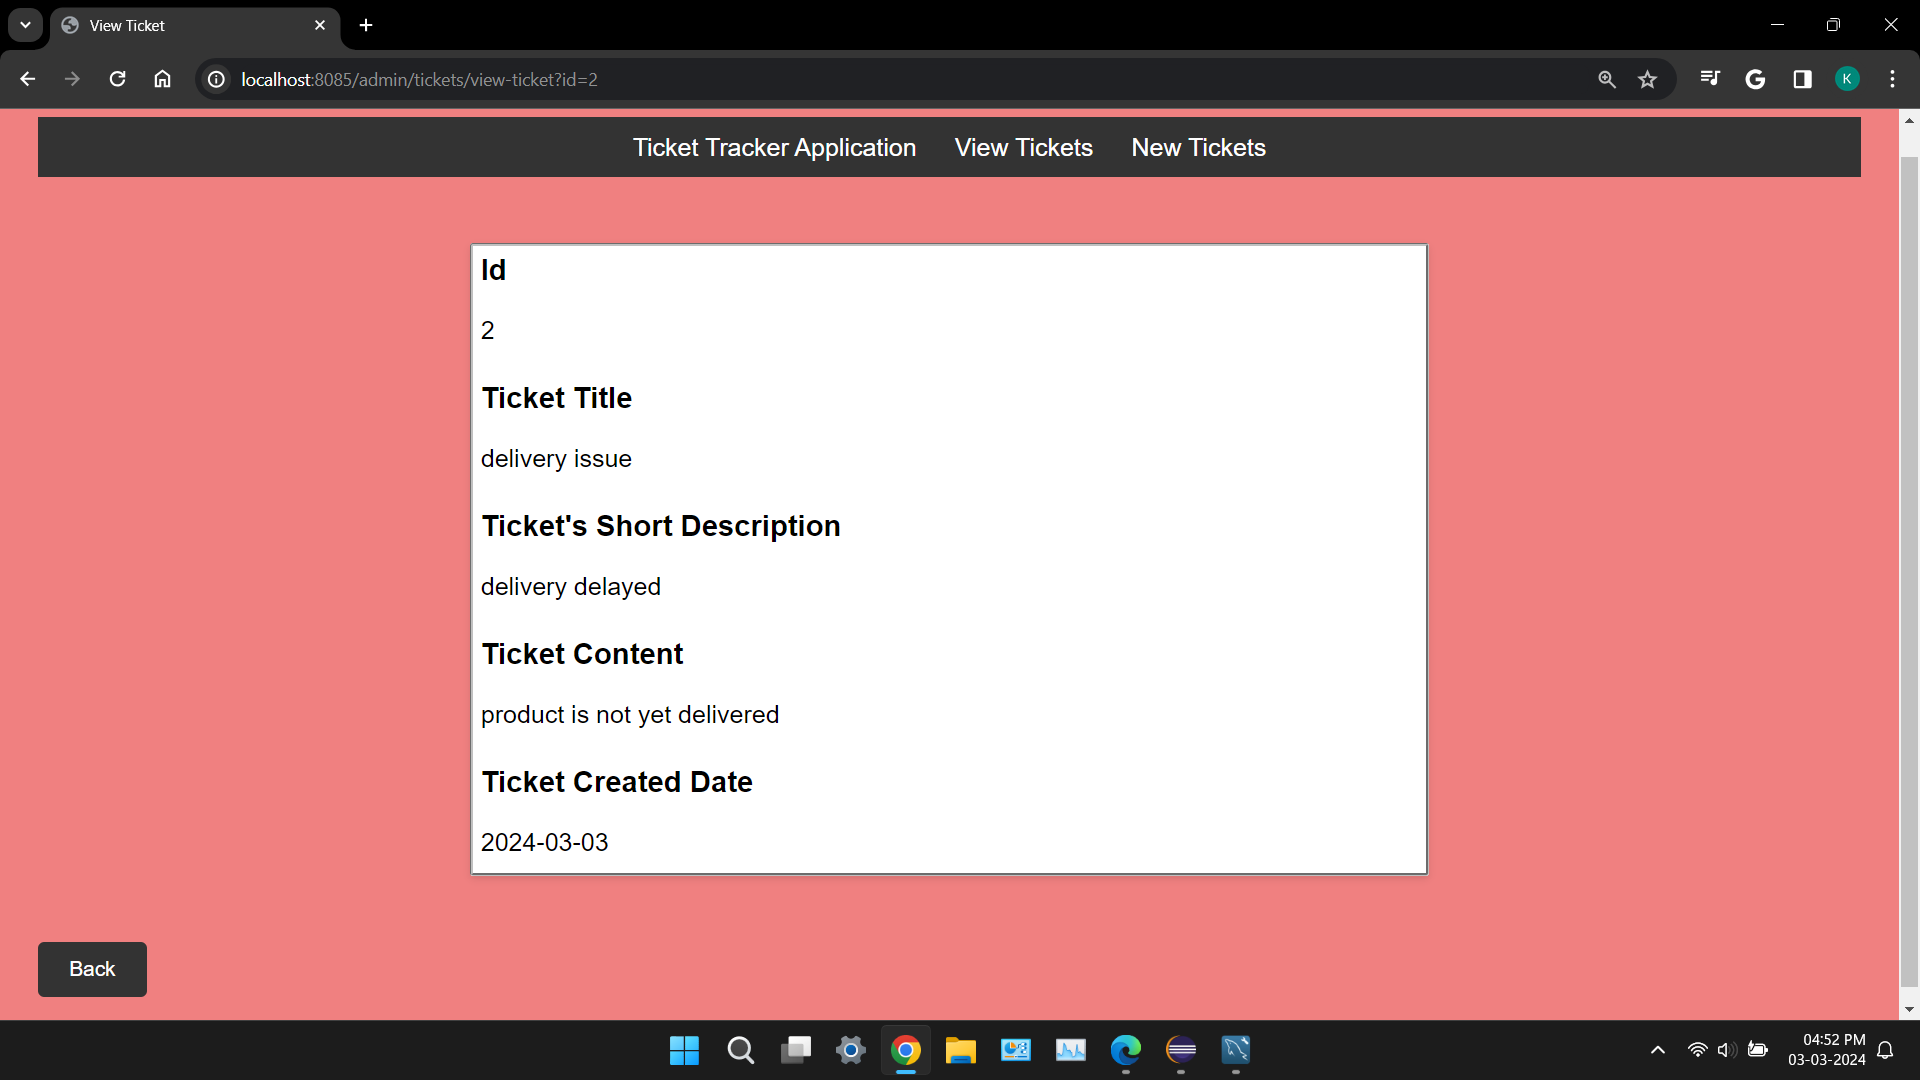 View Ticket
localhost:8085/admin/tickets/view-ticket?id=2
K
Ticket Tracker Application View Tickets New Tickets
Id
2
Ticket Title
delivery issue
Ticket's Short Description
delivery delayed
Ticket Content
product is not yet delivered
Ticket Created Date
2024-03-03
Back
04:52 PM
03-03-2024